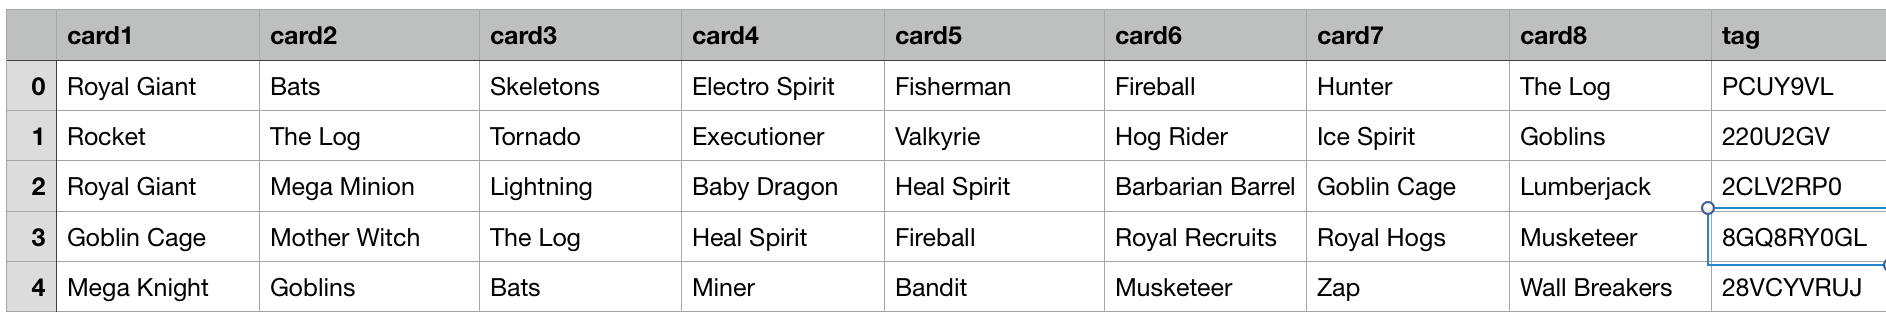 card1 card2 card3 card4 card5 card6 card7 card8 tag
0 Royal Giant Bats Skeletons Electro Spirit Fisherman Fireball Hunter The Log PCUY9VL
1 Rocket The Log Tornado Executioner Valkyrie Hog Rider Ice Spirit Goblins 220U2GV
2 Royal Giant Mega Minion Lightning Baby Dragon Heal Spirit Barbarian Barrel Goblin Cage Lumberjack 2CLV2RP0
3 Goblin Cage Mother Witch The Log Heal Spirit Fireball Royal Recruits Royal Hogs Musketeer 8GQ8RY0GL
4 Mega Knight Goblins Bats Miner Bandit Musketeer Zap Wall Breakers 28VCYVRUJ